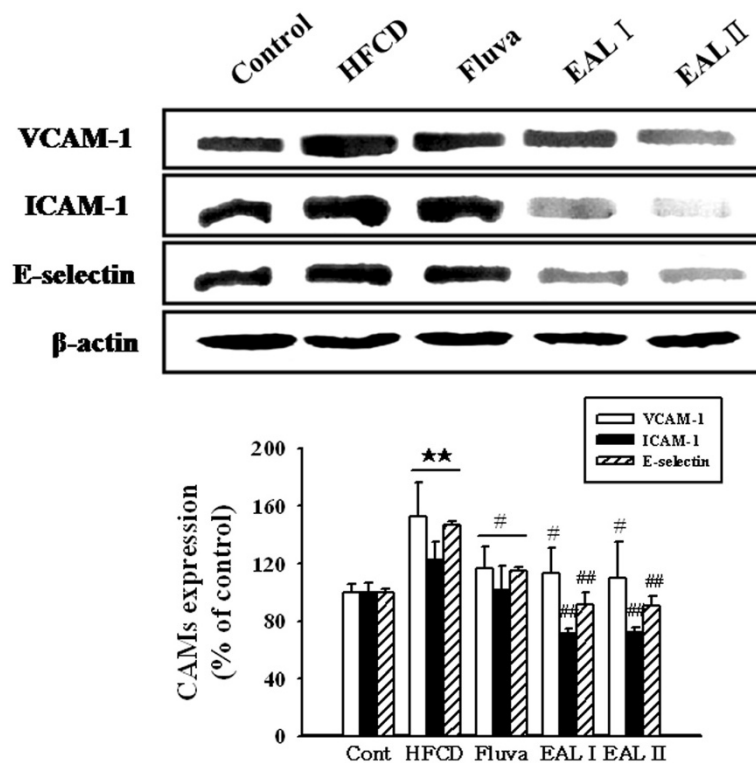 Control HFCD Fluva EAL I EAL II
VCAM-1
ICAM-1
E-selectin
β-actin
VCAM-1
ICAM-1
E-selectin
200
160
120
80
40
0
CAMs expression
(% of control)
★★
#
#
##
##
#
##
##
Cont HFCD Fluva EAL I EAL II